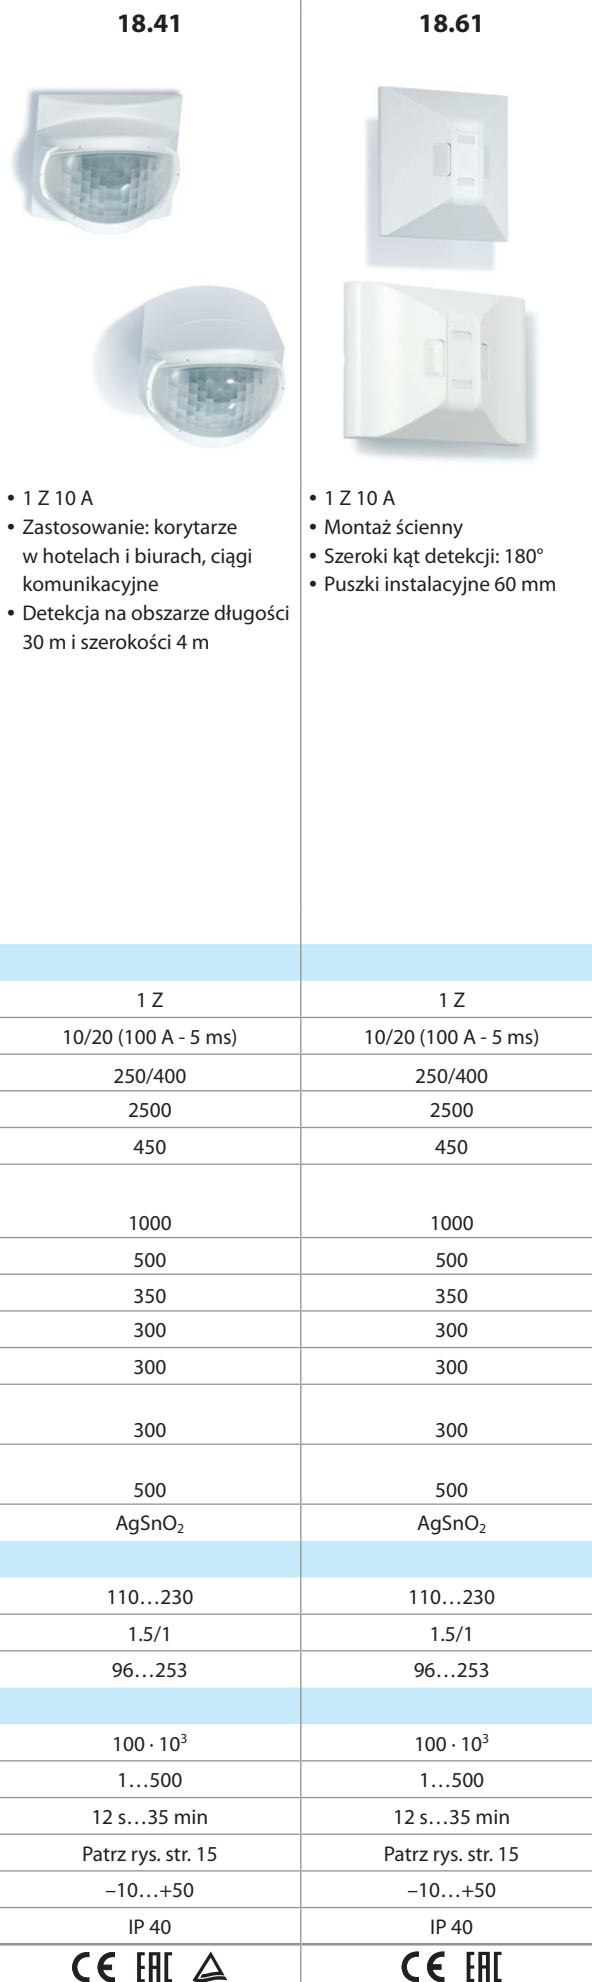 18.41
• 1 Z 10 A
• Zastosowanie: korytarze
w hotelach i biurach, ciągi
komunikacyjne
• Detekcja na obszarze długości
30 m i szerokości 4 m
18.61
• 1 Z 10 A
• Montaż ścienny
• Szeroki kąt detekcji: 180°
• Puszki instalacyjne 60 mm
1 Z 1 Z
10/20 (100 A - 5 ms) 10/20 (100 A - 5 ms)
250/400 250/400
2500 2500
450 450
1000 1000
500 500
350 350
300 300
300 300
300 300
500 500
AgSnO₂ AgSnO₂
110…230 110…230
1.5/1 1.5/1
96…253 96…253
100 · 10³ 100 · 10³
1…500 1…500
12 s…35 min 12 s…35 min
Patrz rys. str. 15 Patrz rys. str. 15
–10…+50 –10…+50
IP 40 IP 40
CE EAC CE EAC